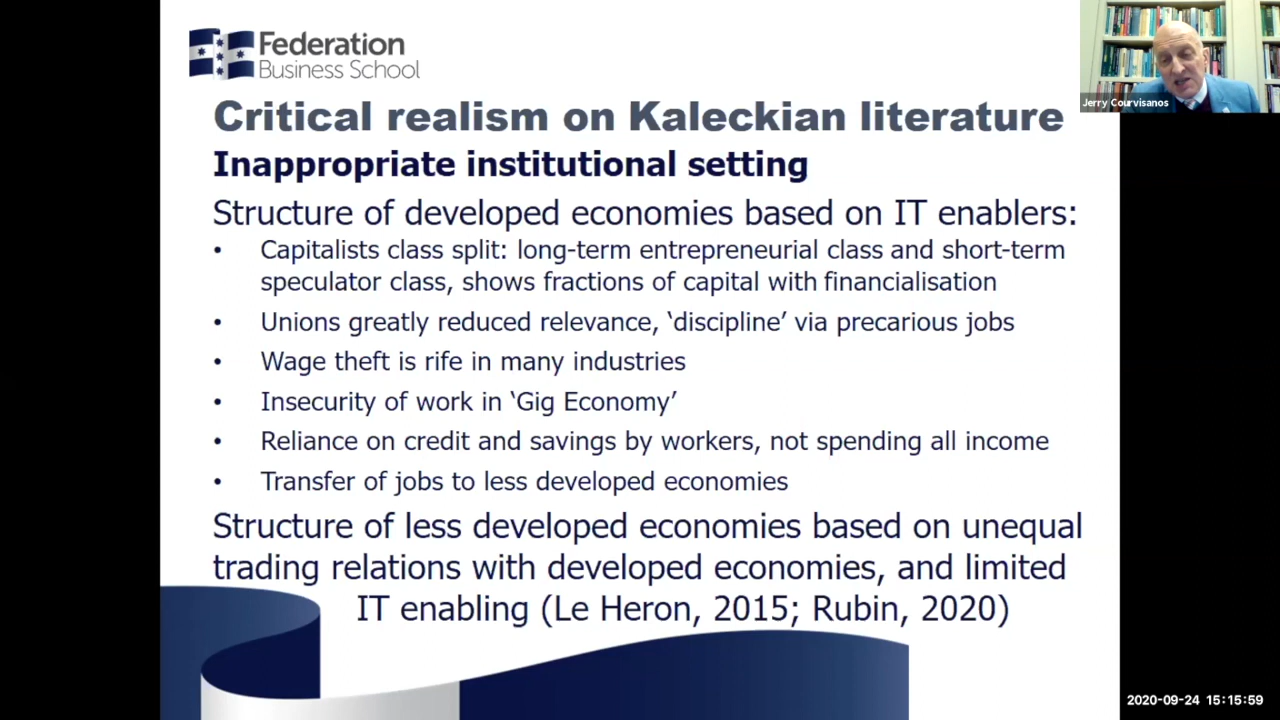 Federation
Business School
Jerry Courvisanos
Critical realism on Kaleckian literature
Inappropriate institutional setting
Structure of developed economies based on IT enablers:
• Capitalists class split: long-term entrepreneurial class and short-term
speculator class, shows fractions of capital with financialisation
• Unions greatly reduced relevance, ‘discipline’ via precarious jobs
• Wage theft is rife in many industries
• Insecurity of work in ‘Gig Economy’
• Reliance on credit and savings by workers, not spending all income
• Transfer of jobs to less developed economies
Structure of less developed economies based on unequal
trading relations with developed economies, and limited
IT enabling (Le Heron, 2015; Rubin, 2020)
2020-09-24 15:15:59